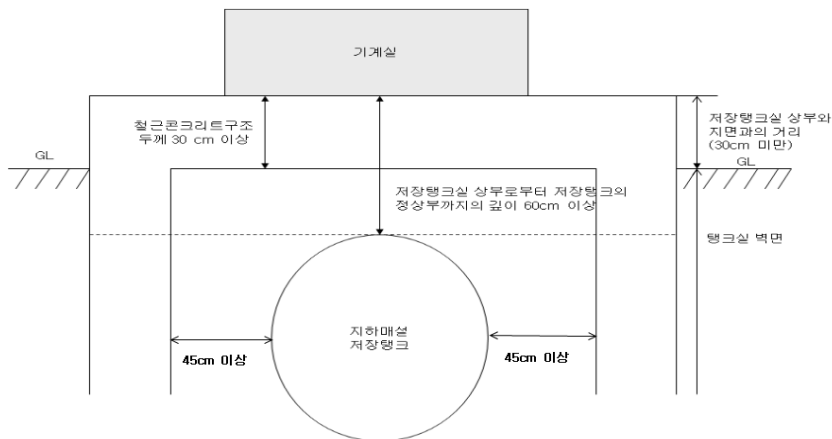 기계실
철근콘크리트구조
두께 30 cm 이상
저장탱크실 상부와
지면과의 거리
(30cm 미만)
GL
GL
저장탱크실 상부로부터 저장탱크의
정상부까지의 깊이 60cm 이상
탱크실 벽면
지하매설
저장탱크
45cm 이상
45cm 이상